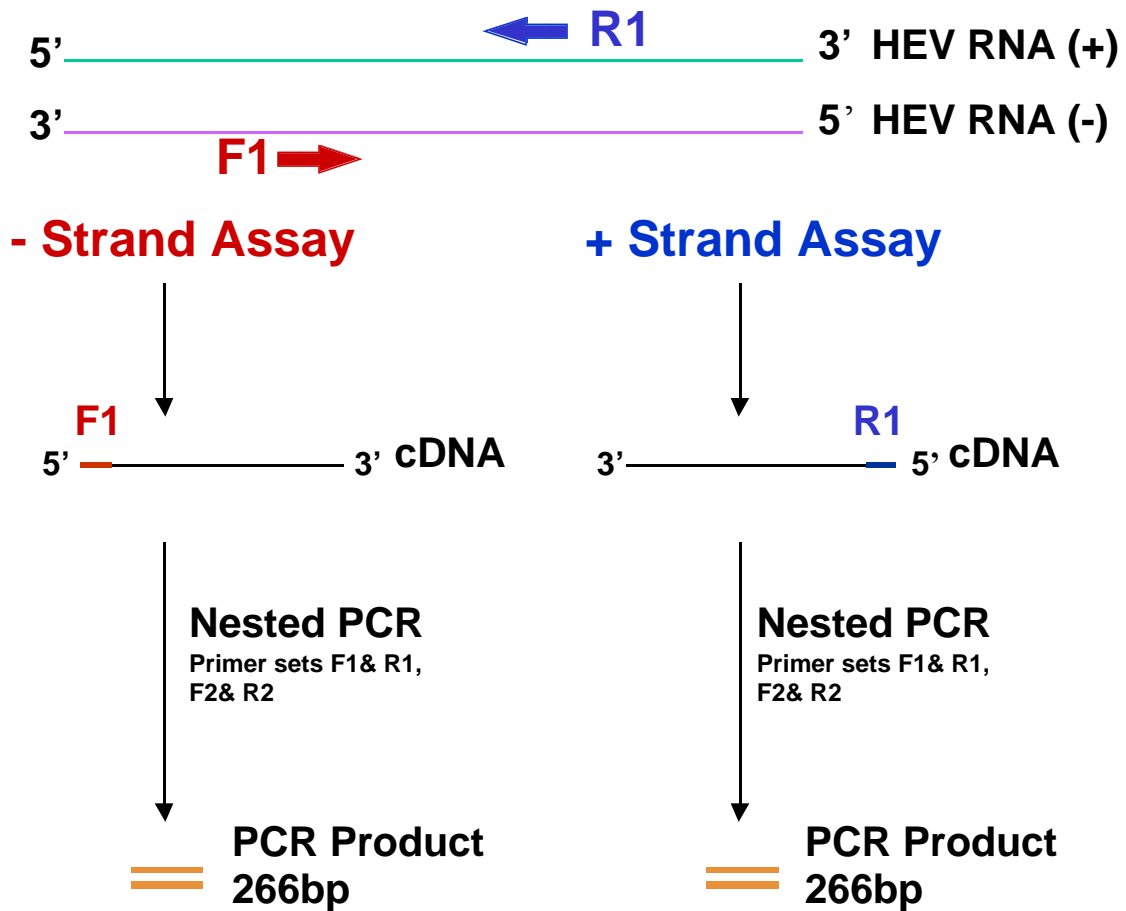 R1
5’ 3’ HEV RNA (+)
3’ 5’ HEV RNA (-)
F1
- Strand Assay + Strand Assay
F1 R1
5’ 3’ cDNA 3’ 5’ cDNA
Nested PCR
Primer sets F1& R1,
F2& R2
Nested PCR
Primer sets F1& R1,
F2& R2
PCR Product
266bp
PCR Product
266bp